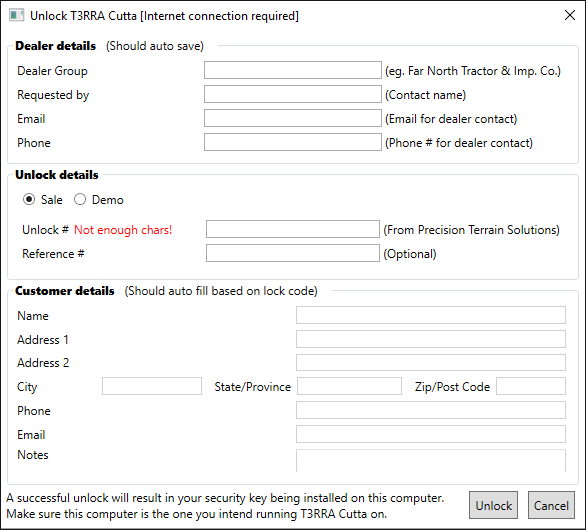 Unlock T3RRA Cutta [Internet connection required]
Dealer details (Should auto save)
Dealer Group (eg. Far North Tractor & Imp. Co.)
Requested by (Contact name)
Email (Email for dealer contact)
Phone (Phone # for dealer contact)
Unlock details
Sale Demo
Unlock # Not enough chars! (From Precision Terrain Solutions)
Reference # (Optional)
Customer details (Should auto fill based on lock code)
Name
Address 1
Address 2
City State/Province Zip/Post Code
Phone
Email
Notes
A successful unlock will result in your security key being installed on this computer.
Make sure this computer is the one you intend running T3RRA Cutta on.
Unlock Cancel